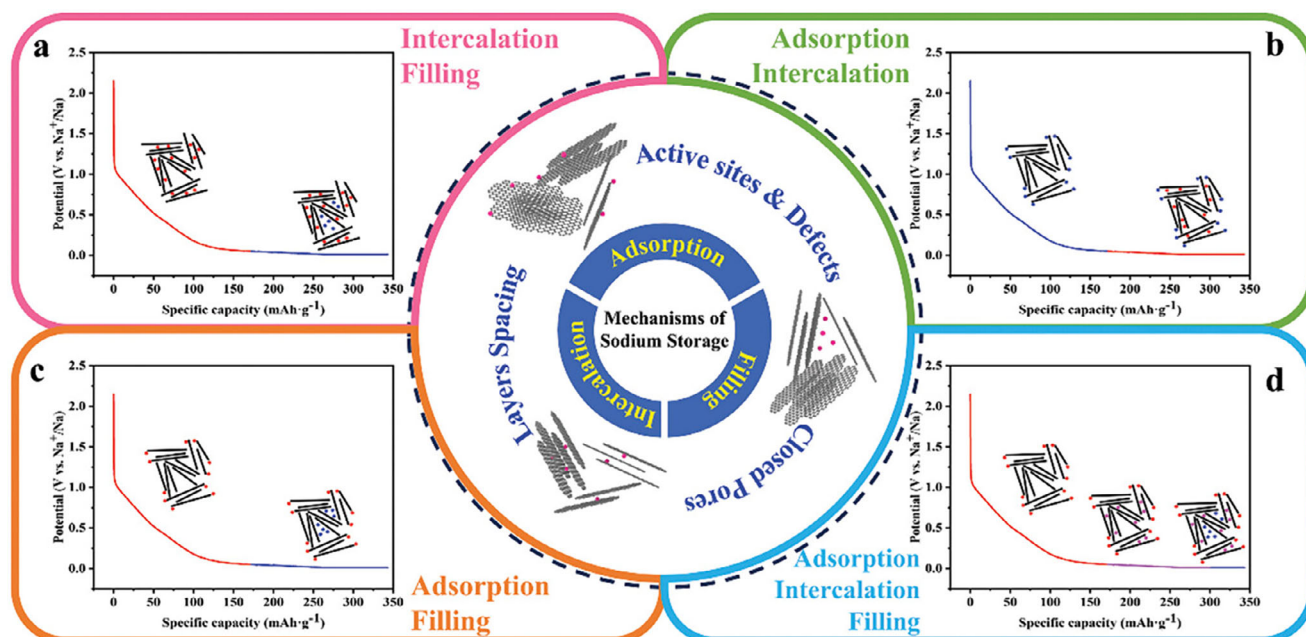 a
Intercalation
Filling
2.5
2.0
1.5
1.0
0.5
0.0
Potential (V vs. Na⁺/Na)
0 50 100 150 200 250 300 350
Specific capacity (mAh·g⁻¹)
Adsorption
Intercalation
b
2.5
2.0
1.5
1.0
0.5
0.0
Potential (V vs. Na⁺/Na)
0 50 100 150 200 250 300 350
Specific capacity (mAh·g⁻¹)
Active sites & Defects
Layers Spacing
Closed Pores
Adsorption
Intercalation
Filling
Mechanisms of
Sodium Storage
c
2.5
2.0
1.5
1.0
0.5
0.0
Potential (V vs. Na⁺/Na)
0 50 100 150 200 250 300 350
Specific capacity (mAh·g⁻¹)
Adsorption
Filling
d
2.5
2.0
1.5
1.0
0.5
0.0
Potential (V vs. Na⁺/Na)
0 50 100 150 200 250 300 350
Specific capacity (mAh·g⁻¹)
Adsorption
Intercalation
Filling